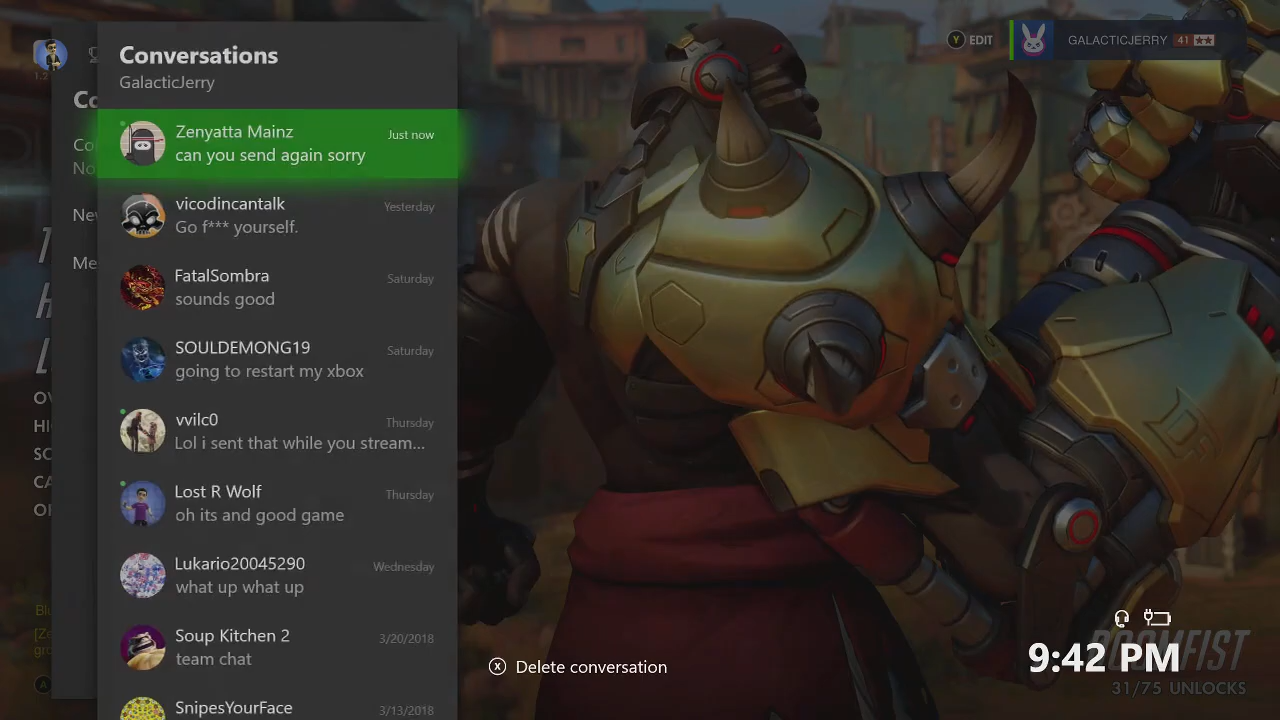 Conversations
GalacticJerry
Zenyatta Mainz
Just now
can you send again sorry
vicodincantalk
Yesterday
Go f*** yourself.
FatalSombra
Saturday
sounds good
SOULDEMONG19
Saturday
going to restart my xbox
vvilc0
Thursday
Lol i sent that while you stream...
Lost R Wolf
Thursday
oh its and good game
Lukario20045290
Wednesday
what up what up
Soup Kitchen 2
3/20/2018
team chat
SnipesYourFace
3/13/2018
X Delete conversation
Y EDIT
GALACTICJERRY 41
9:42 PM
DOOMFIST
31/75 UNLOCKS